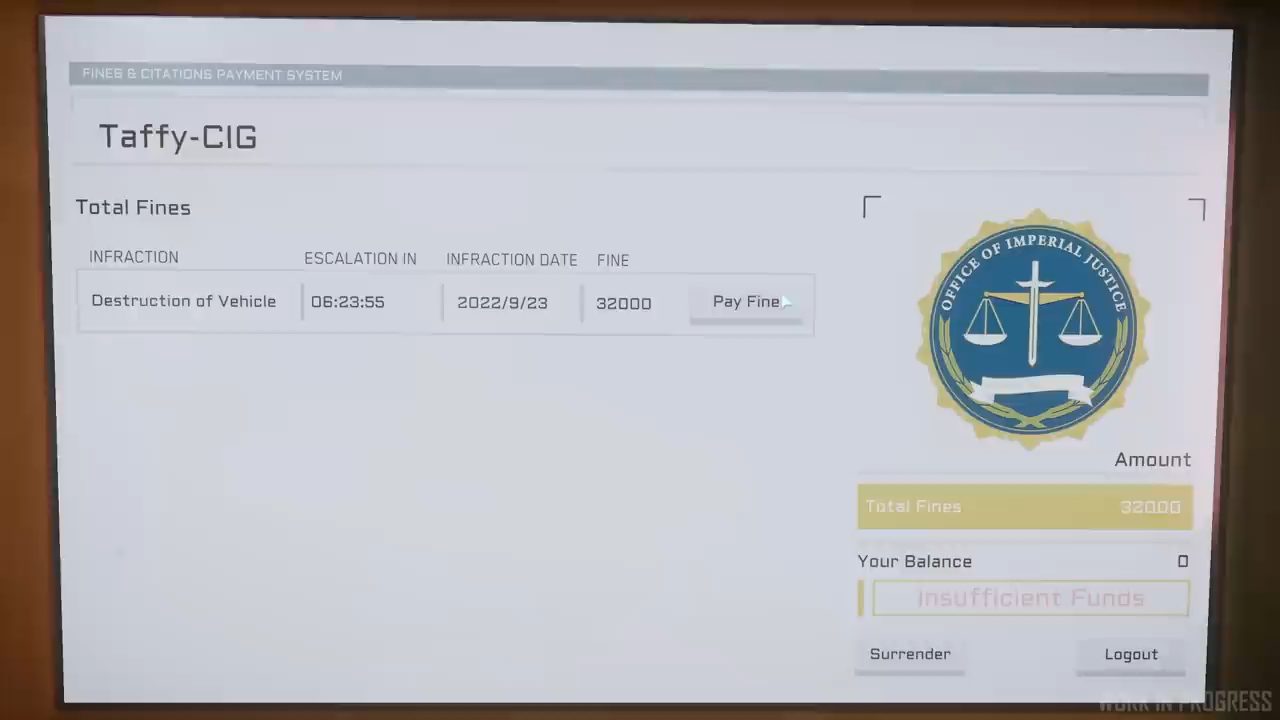 FINES & CITATIONS PAYMENT SYSTEM
Taffy-CIG
Total Fines
INFRACTION ESCALATION IN INFRACTION DATE FINE
Destruction of Vehicle 06:23:55 2022/9/23 32000 Pay Fine
OFFICE OF IMPERIAL JUSTICE
Amount
Total Fines 32000
Your Balance 0
Insufficient Funds
Surrender Logout
WORK IN PROGRESS